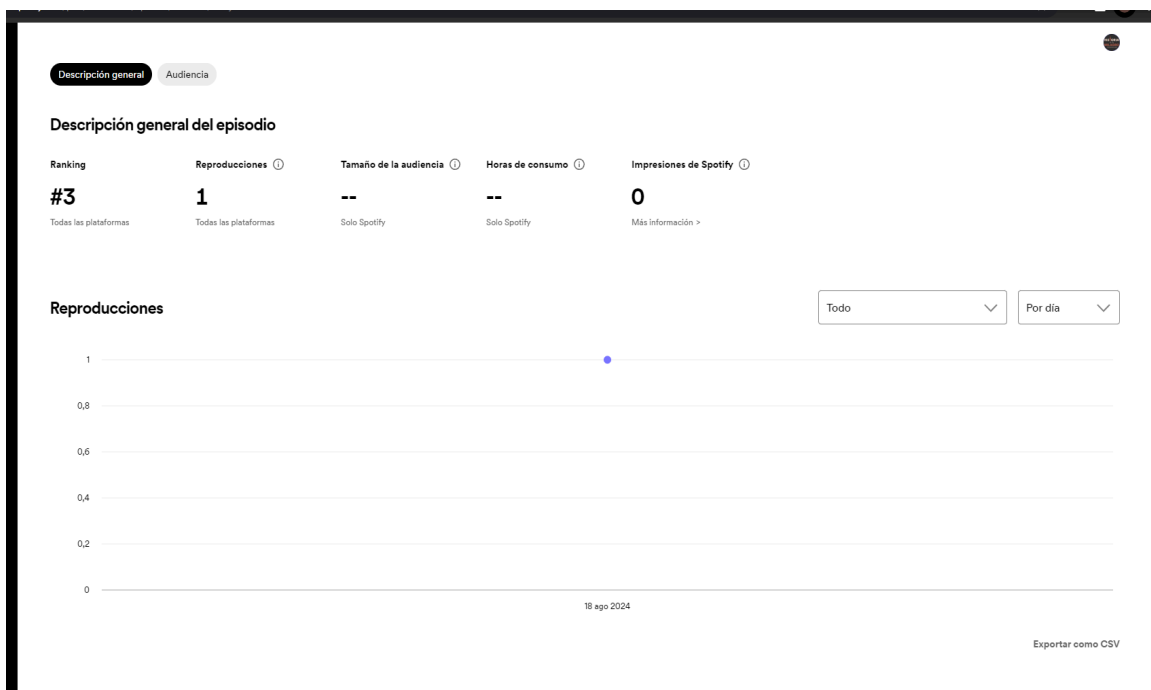 Descripción general Audiencia
Descripción general del episodio
Ranking Reproducciones Tamaño de la audiencia Horas de consumo Impresiones de Spotify
#3 1 -- -- 0
Todas las plataformas Todas las plataformas Solo Spotify Solo Spotify Más información >
Reproducciones Todo Por día
1
0,8
0,6
0,4
0,2
0
18 ago 2024
Exportar como CSV